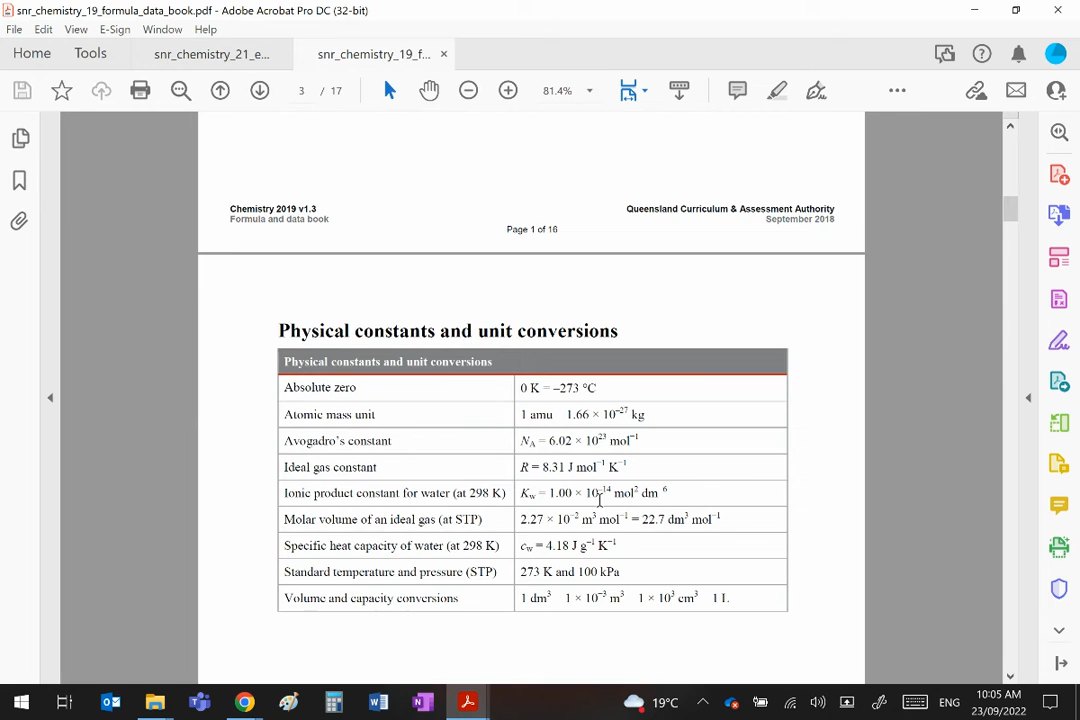 snr_chemistry_19_formula_data_book.pdf - Adobe Acrobat Pro DC (32-bit)
File Edit View E-Sign Window Help
Home Tools snr_chemistry_21_e... snr_chemistry_19_f... ×
3 / 17 81.4%
Chemistry 2019 v1.3 Queensland Curriculum & Assessment Authority
Formula and data book September 2018
Page 1 of 16
Physical constants and unit conversions
Physical constants and unit conversions
Absolute zero 0 K = –273 °C
Atomic mass unit 1 amu 1.66 × 10⁻²⁷ kg
Avogadro's constant N_A = 6.02 × 10²³ mol⁻¹
Ideal gas constant R = 8.31 J mol⁻¹ K⁻¹
Ionic product constant for water (at 298 K) K_w = 1.00 × 10⁻¹⁴ mol² dm ⁶
Molar volume of an ideal gas (at STP) 2.27 × 10⁻² m³ mol⁻¹ = 22.7 dm³ mol⁻¹
Specific heat capacity of water (at 298 K) c_w = 4.18 J g⁻¹ K⁻¹
Standard temperature and pressure (STP) 273 K and 100 kPa
Volume and capacity conversions 1 dm³ 1 × 10⁻³ m³ 1 × 10³ cm³ 1 L
19°C ENG 10:05 AM
23/09/2022